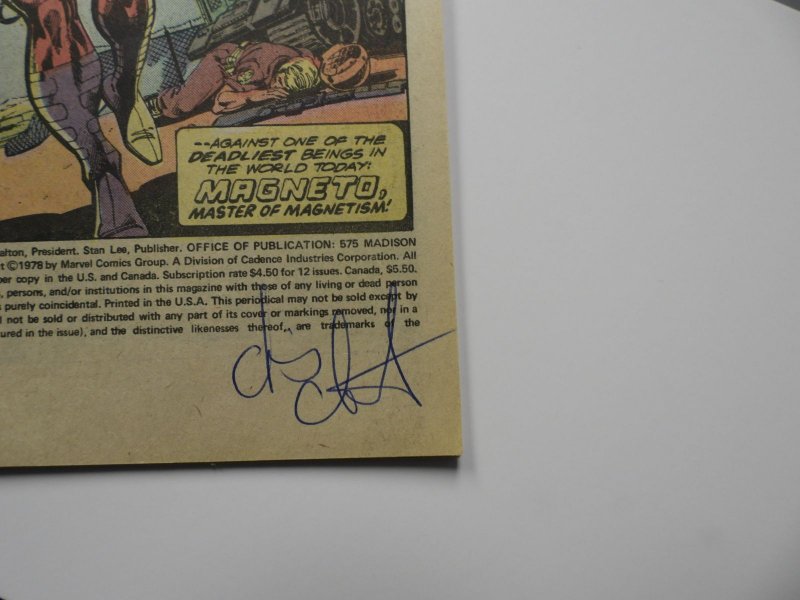 --AGAINST ONE OF THE
DEADLIEST BEINGS IN
THE WORLD TODAY:
MAGNETO,
MASTER OF MAGNETISM!
alton, President. Stan Lee, Publisher. OFFICE OF PUBLICATION: 575 MADISON
t ©1978 by Marvel Comics Group. A Division of Cadence Industries Corporation. All
per copy in the U.S. and Canada. Subscription rate $4.50 for 12 issues. Canada, $5.50.
, persons, and/or institutions in this magazine with those of any living or dead person
s purely coincidental. Printed in the U.S.A. This periodical may not be sold except by
l not be sold or distributed with any part of its cover or markings removed, nor in a
ured in the issue), and the distinctive likenesses thereof, are trademarks of the